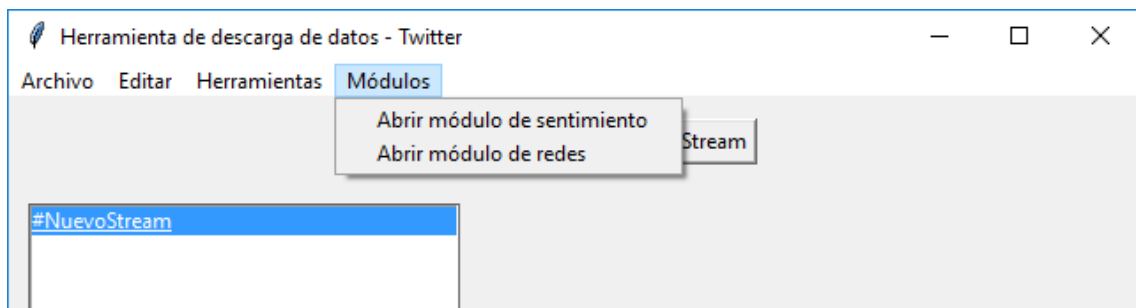 Herramienta de descarga de datos - Twitter
Archivo Editar Herramientas Módulos
Abrir módulo de sentimiento
Stream
Abrir módulo de redes
#NuevoStream